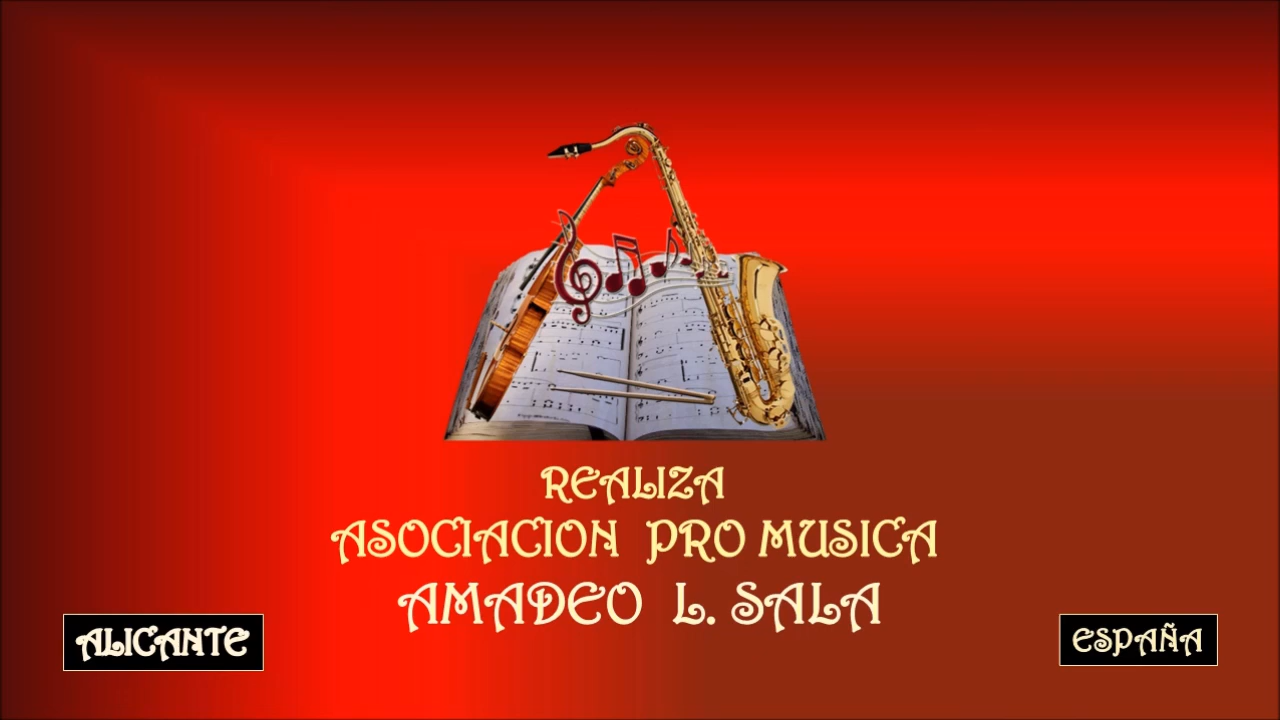 REALIZA
ASOCIACION PRO MUSICA
AMADEO L. SALA
ALICANTE
ESPAÑA